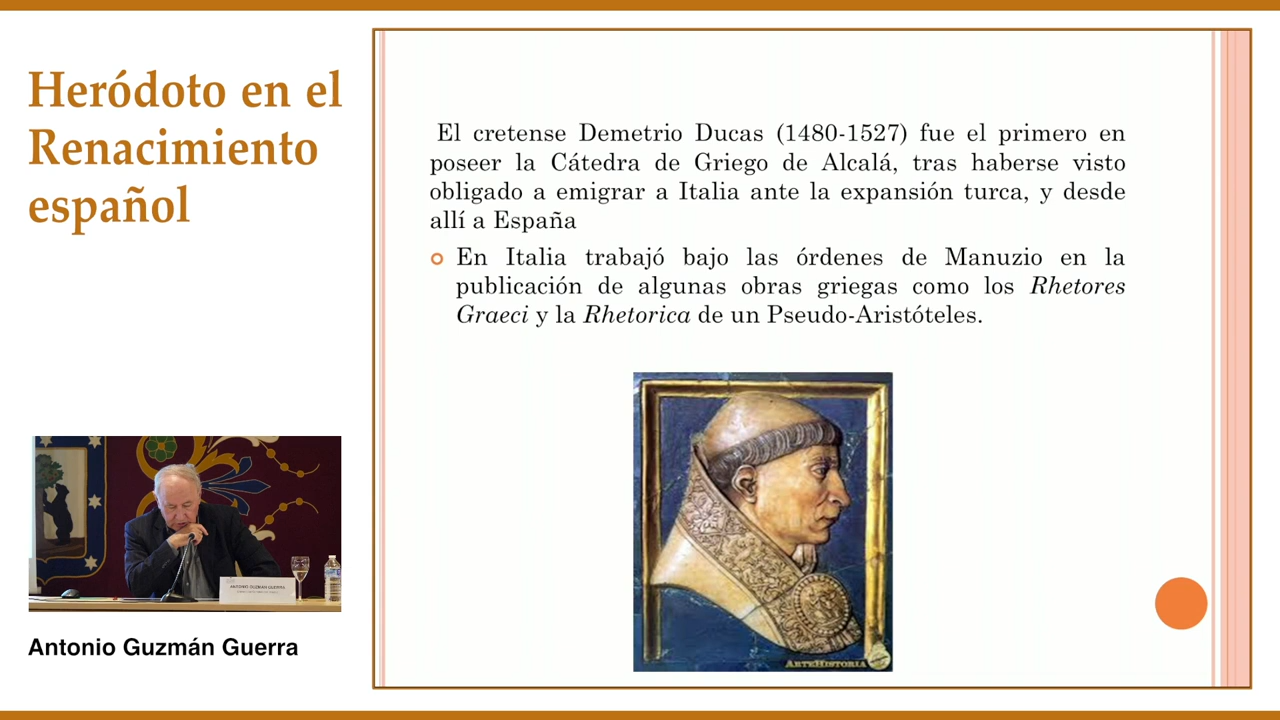 Heródoto en el
Renacimiento
español
El cretense Demetrio Ducas (1480-1527) fue el primero en
poseer la Cátedra de Griego de Alcalá, tras haberse visto
obligado a emigrar a Italia ante la expansión turca, y desde
allí a España
En Italia trabajó bajo las órdenes de Manuzio en la
publicación de algunas obras griegas como los Rhetores
Graeci y la Rhetorica de un Pseudo-Aristóteles.
ARTEHISTORIA
ANTONIO GUZMÁN GUERRA
Antonio Guzmán Guerra